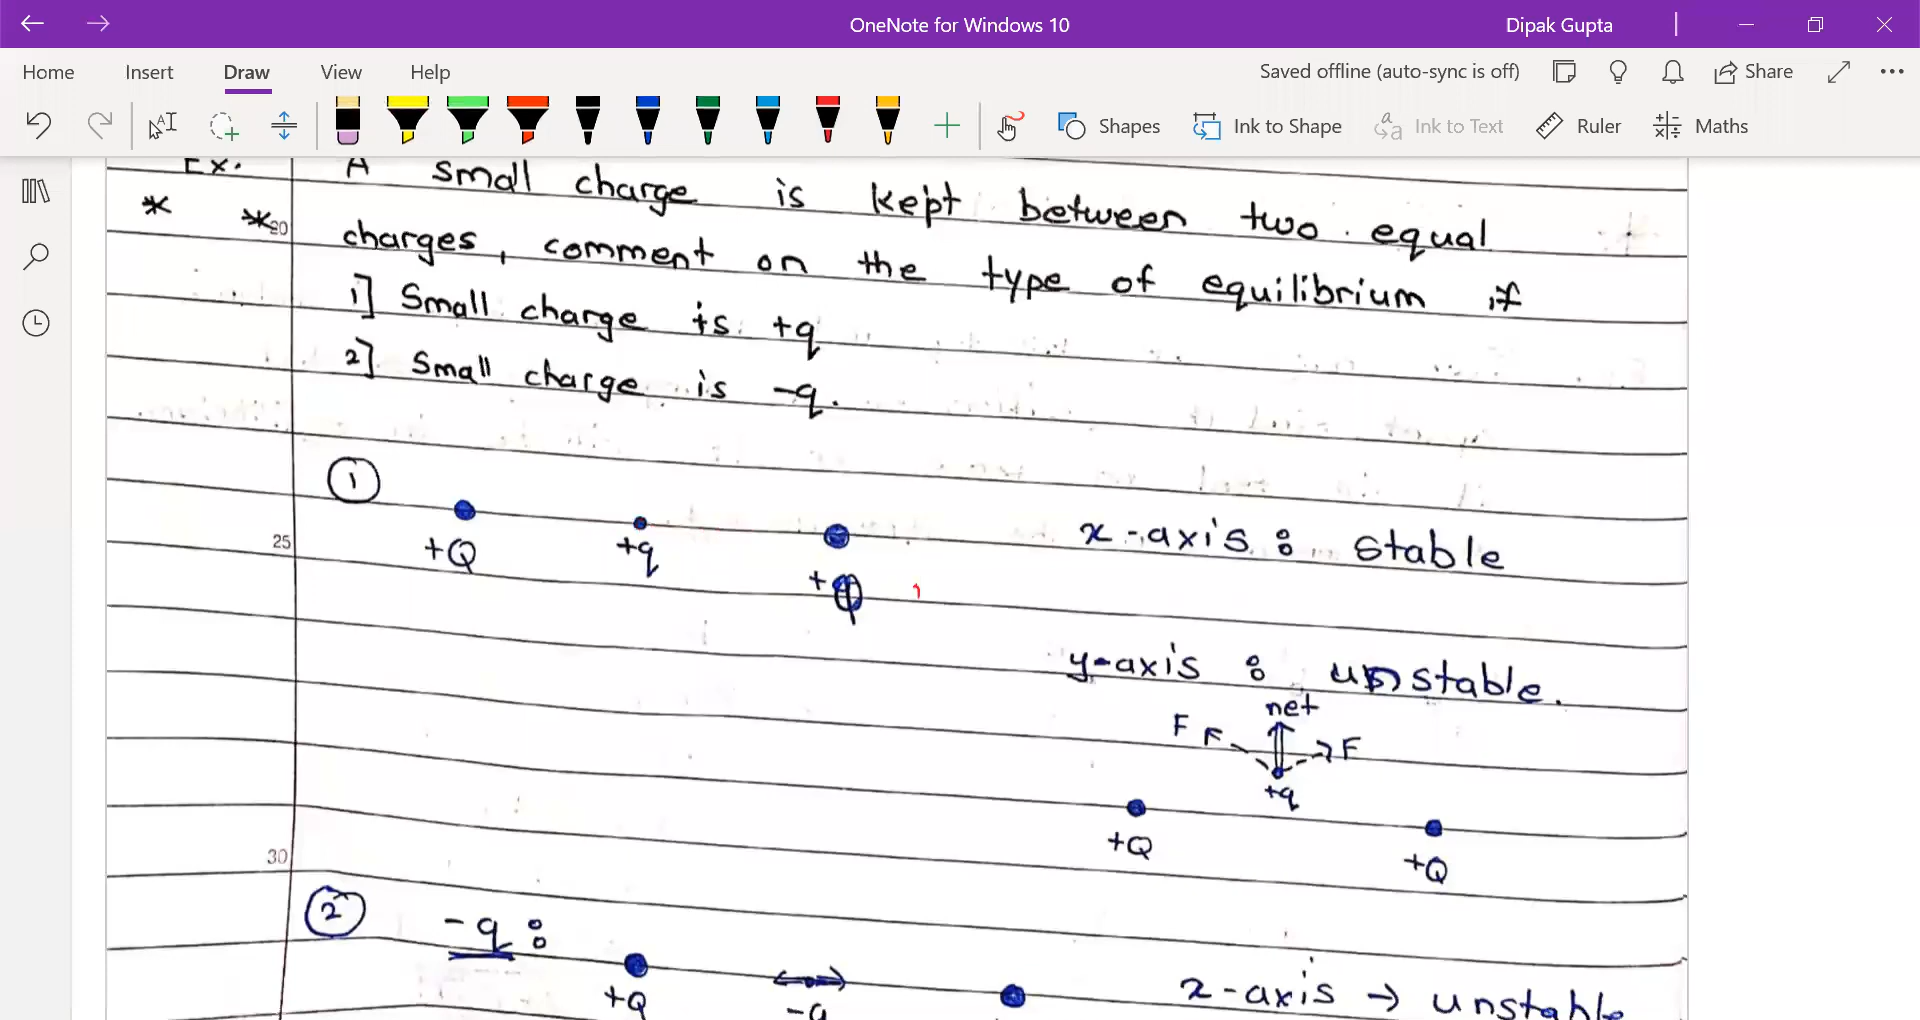 OneNote for Windows 10
Dipak Gupta
Home Insert Draw View Help
Saved offline (auto-sync is off) Share
Shapes Ink to Shape Ink to Text Ruler Maths
Ex. A small charge is kept between two equal
* * 20
charges, comment on the type of equilibrium if
1] Small charge is +q
2] Small charge is -q.
1
+Q +q +Q
25
x-axis : stable
y-axis : unstable.
net
F F F
+q
+Q +Q
30
2 -q :
+Q -q
x-axis → unstable